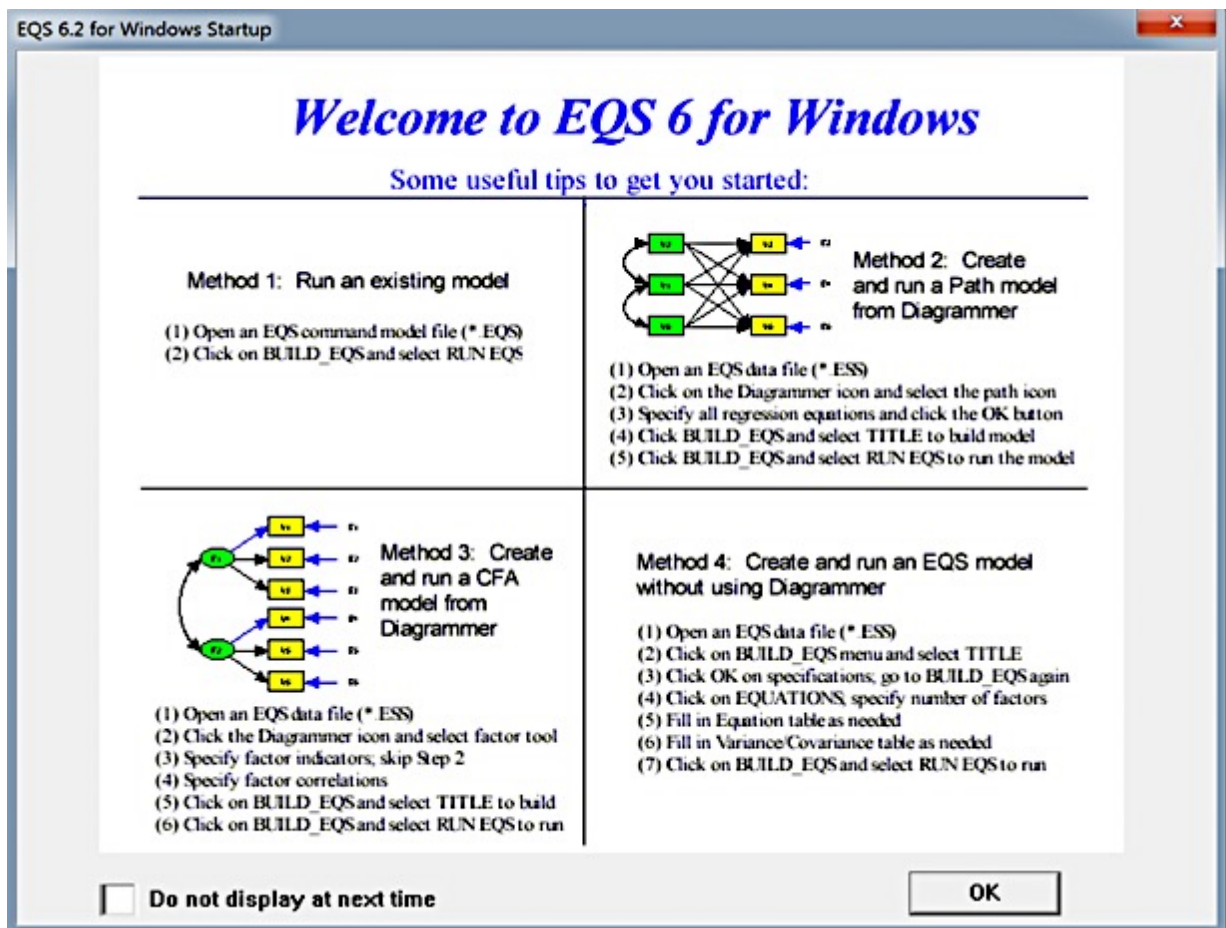 EQS 6.2 for Windows Startup
Welcome to EQS 6 for Windows
Some useful tips to get you started:
Method 1: Run an existing model
(1) Open an EQS command model file (*.EQS)
(2) Click on BUILD_EQS and select RUN EQS
Method 2: Create
and run a Path model
from Diagrammer
(1) Open an EQS data file (*.ESS)
(2) Click on the Diagrammer icon and select the path icon
(3) Specify all regression equations and click the OK button
(4) Click BUILD_EQS and select TITLE to build model
(5) Click BUILD_EQS and select RUN EQS to run the model
Method 3: Create
and run a CFA
model from
Diagrammer
(1) Open an EQS data file (*.ESS)
(2) Click the Diagrammer icon and select factor tool
(3) Specify factor indicators; skip Step 2
(4) Specify factor correlations
(5) Click on BUILD_EQS and select TITLE to build
(6) Click on BUILD_EQS and select RUN EQS to run
Method 4: Create and run an EQS model
without using Diagrammer
(1) Open an EQS data file (*.ESS)
(2) Click on BUILD_EQS menu and select TITLE
(3) Click OK on specifications; go to BUILD_EQS again
(4) Click on EQUATIONS, specify number of factors
(5) Fill in Equation table as needed
(6) Fill in Variance/Covariance table as needed
(7) Click on BUILD_EQS and select RUN EQS to run
Do not display at next time
OK